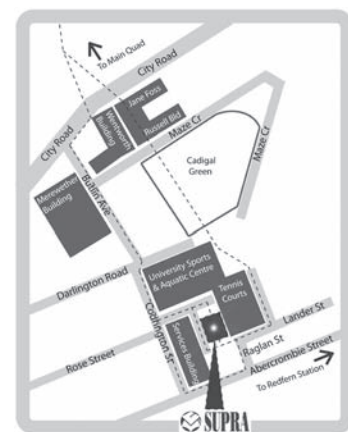 To Main Quad
City Road
City Road
Jane Foss
Wentworth
Building
Russell Bld
Maze Cr
Maze Cr
Cadigal
Green
Merewether
Building
Butlin Ave
Darlington Road
University Sports
& Aquatic Centre
Tennis
Courts
Codrington St
Services Building
Lander St
Rose Street
Raglan St
Abercrombie Street
To Redfern Station
SUPRA